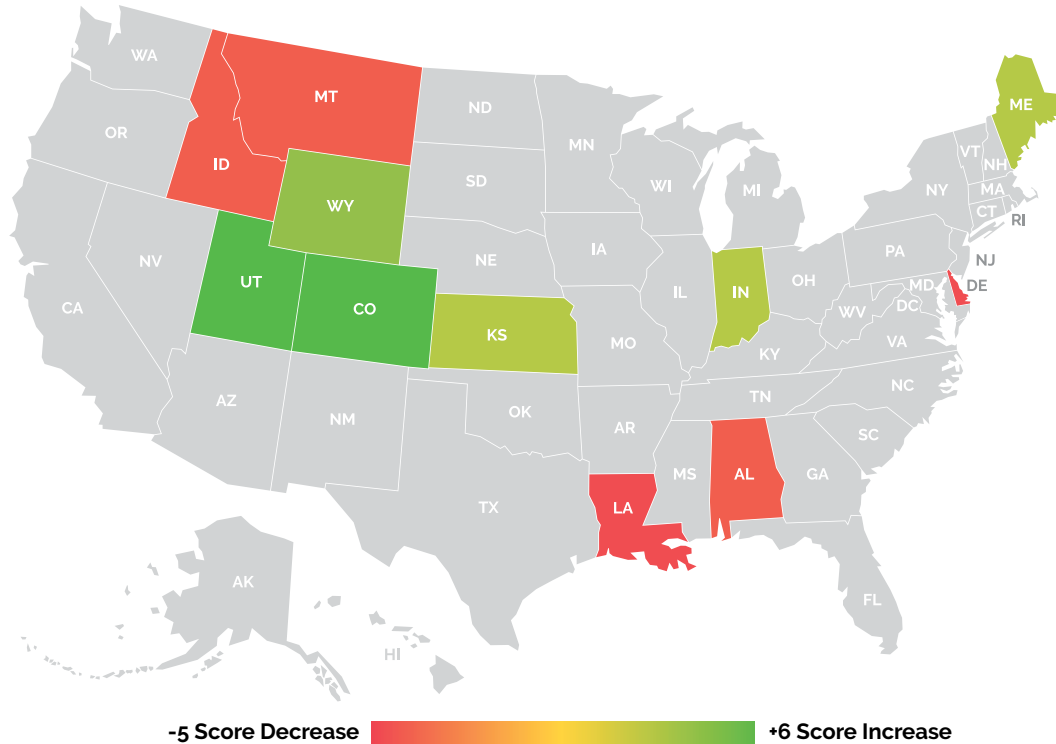 WA
MT
ND
ME
OR
MN
VT
ID
NH
SD
WI
MI
MA
NY
WY
CT
RI
IA
PA
NE
NJ
NV
OH
UT
IL
IN
DE
MD
CA
CO
DC
WV
KS
VA
MO
KY
NC
TN
AZ
OK
NM
AR
SC
MS
AL
GA
LA
TX
AK
FL
HI
-5 Score Decrease
+6 Score Increase